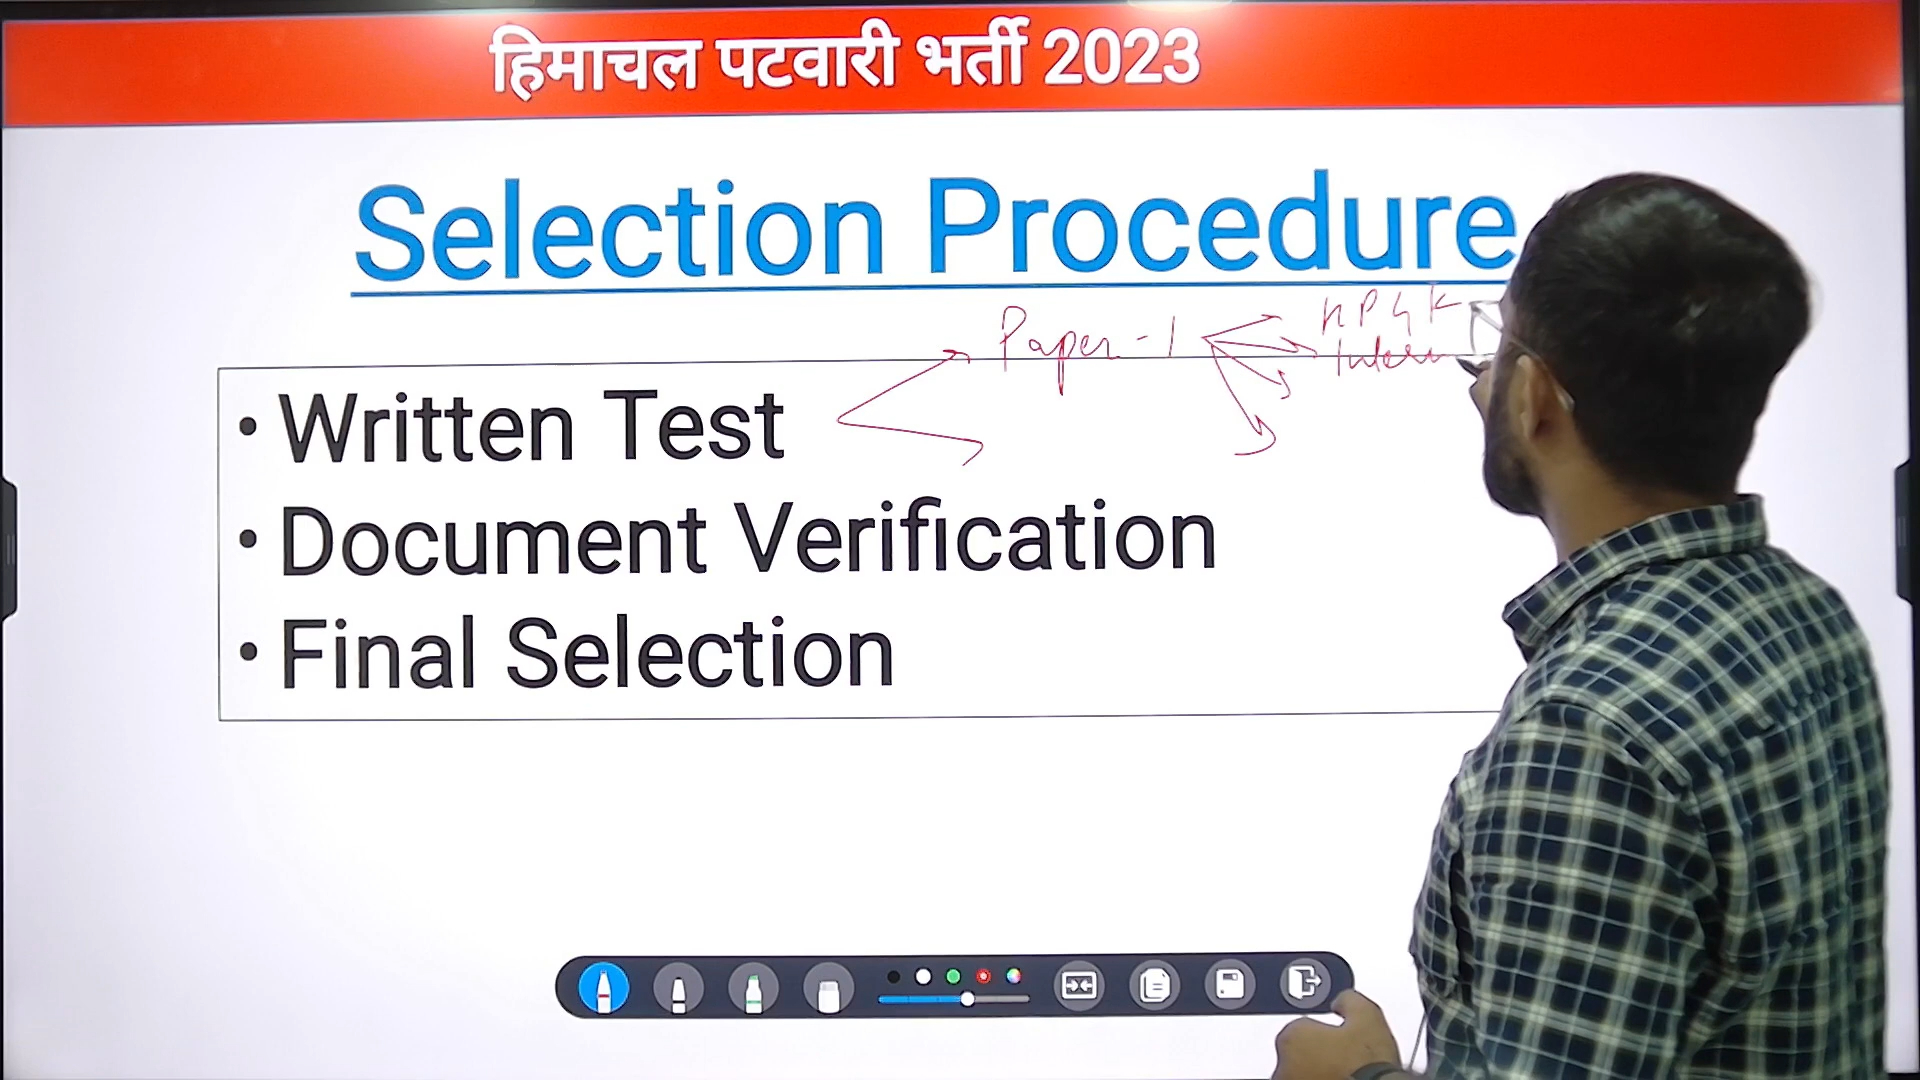 हिमाचल पटवारी भर्ती 2023
Selection Procedure
Paper-1
HPGK
• Written Test
• Document Verification
• Final Selection